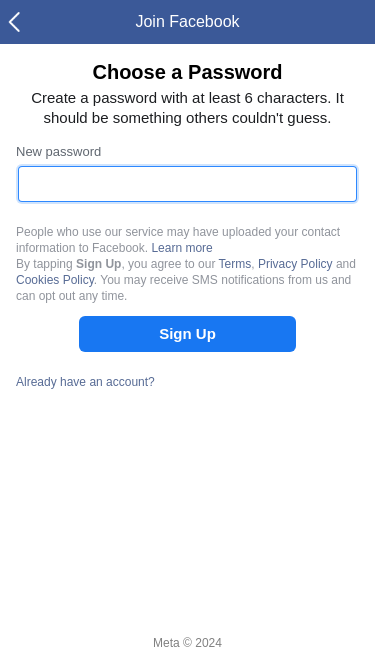 Join Facebook
Choose a Password
Create a password with at least 6 characters. It
should be something others couldn't guess.
New password
People who use our service may have uploaded your contact
information to Facebook. Learn more
By tapping Sign Up, you agree to our Terms, Privacy Policy and
Cookies Policy. You may receive SMS notifications from us and
can opt out any time.
Sign Up
Already have an account?
Meta © 2024